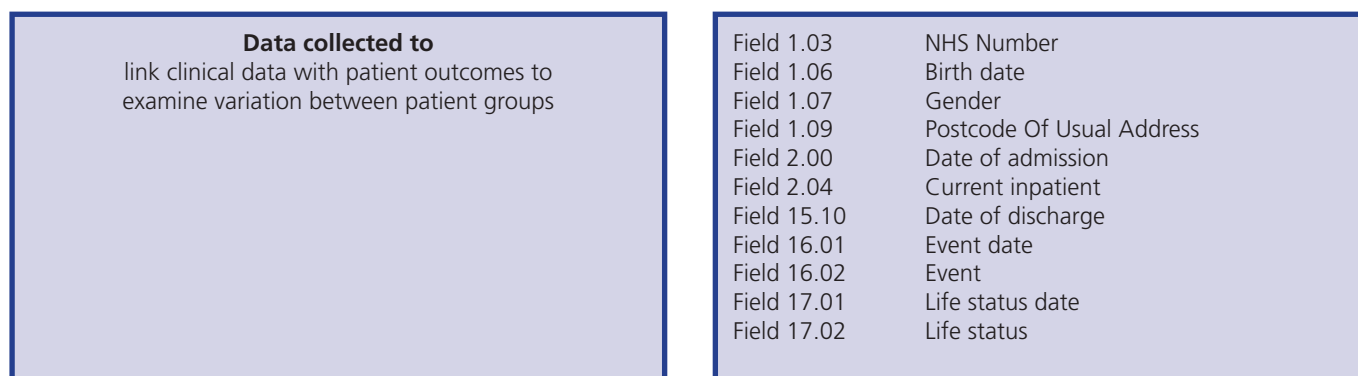 Data collected to
link clinical data with patient outcomes to
examine variation between patient groups
Field 1.03 NHS Number
Field 1.06 Birth date
Field 1.07 Gender
Field 1.09 Postcode Of Usual Address
Field 2.00 Date of admission
Field 2.04 Current inpatient
Field 15.10 Date of discharge
Field 16.01 Event date
Field 16.02 Event
Field 17.01 Life status date
Field 17.02 Life status